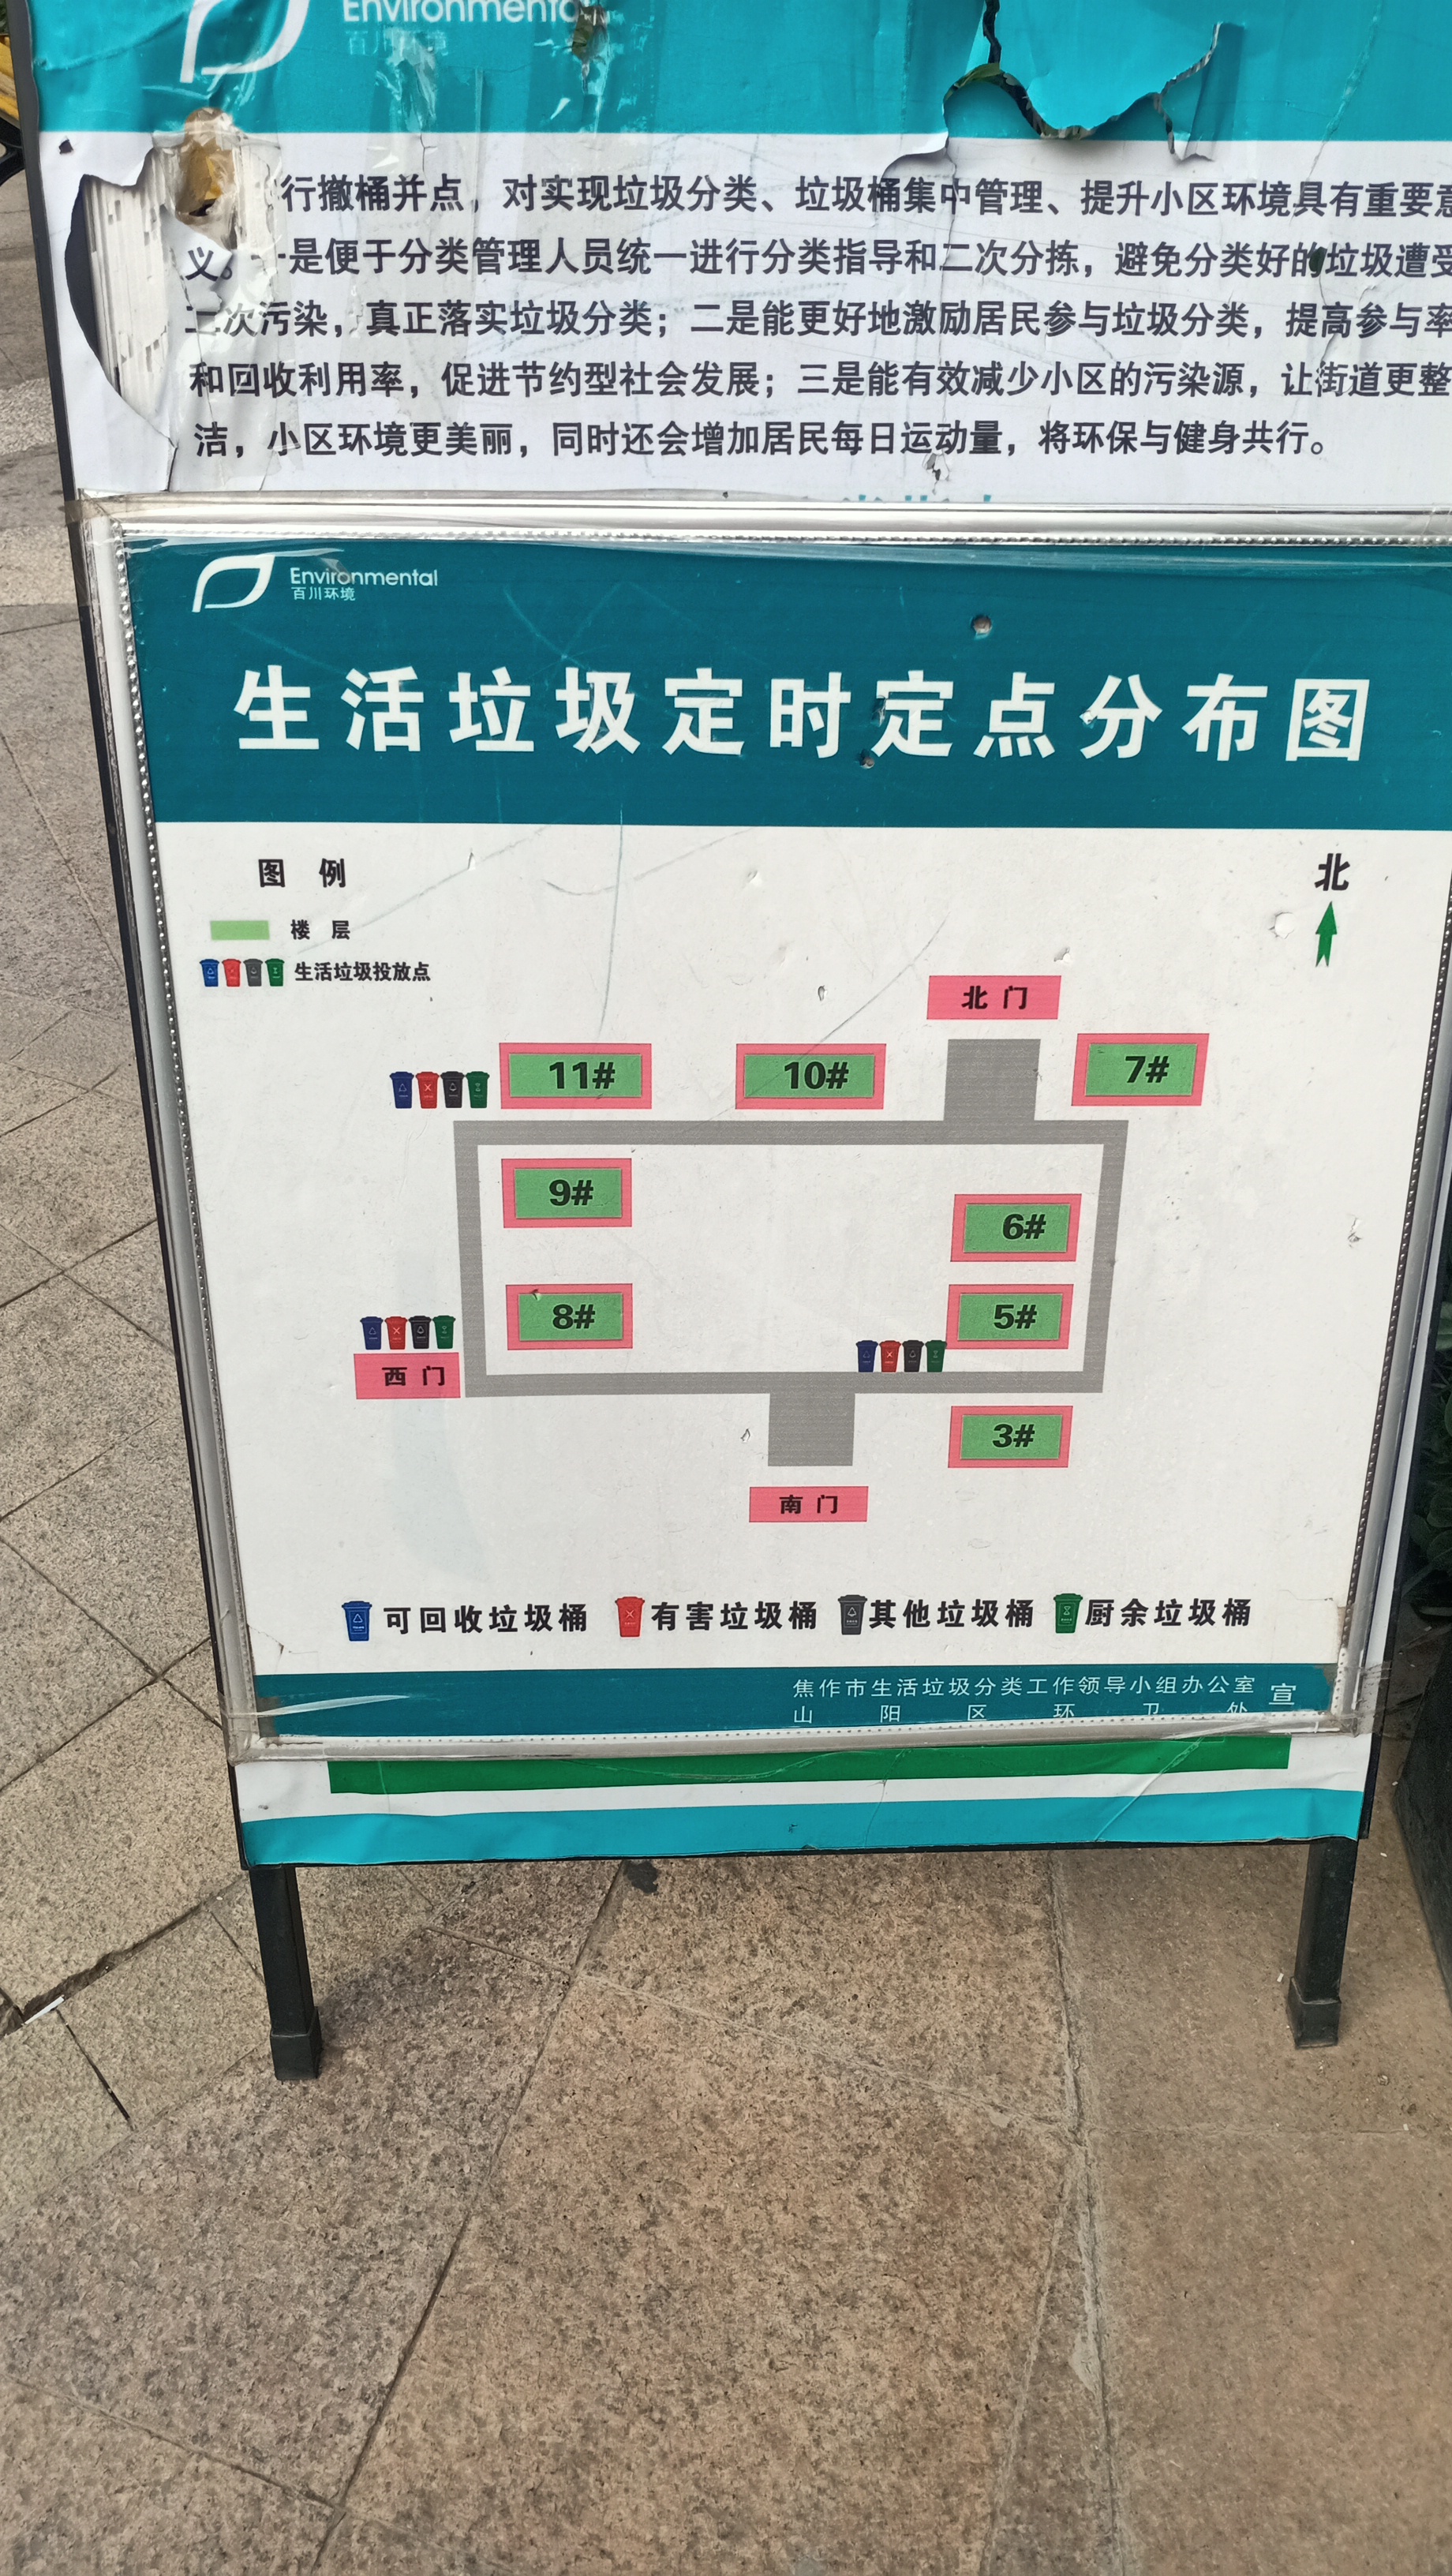 Environmental
百川环境
行撤桶并点，对实现垃圾分类、垃圾桶集中管理、提升小区环境具有重要意
义。一是便于分类管理人员统一进行分类指导和二次分拣，避免分类好的垃圾遭受
二次污染，真正落实垃圾分类；二是能更好地激励居民参与垃圾分类，提高参与率
和回收利用率，促进节约型社会发展；三是能有效减少小区的污染源，让街道更整
洁，小区环境更美丽，同时还会增加居民每日运动量，将环保与健身共行。
Environmental
百川环境
生活垃圾定时定点分布图
图 例
北
楼 层
生活垃圾投放点
北 门
11#
10#
7#
9#
6#
8#
5#
西 门
3#
南 门
可回收垃圾桶 有害垃圾桶 其他垃圾桶 厨余垃圾桶
焦作市生活垃圾分类工作领导小组办公室 宣
山阳区环卫处